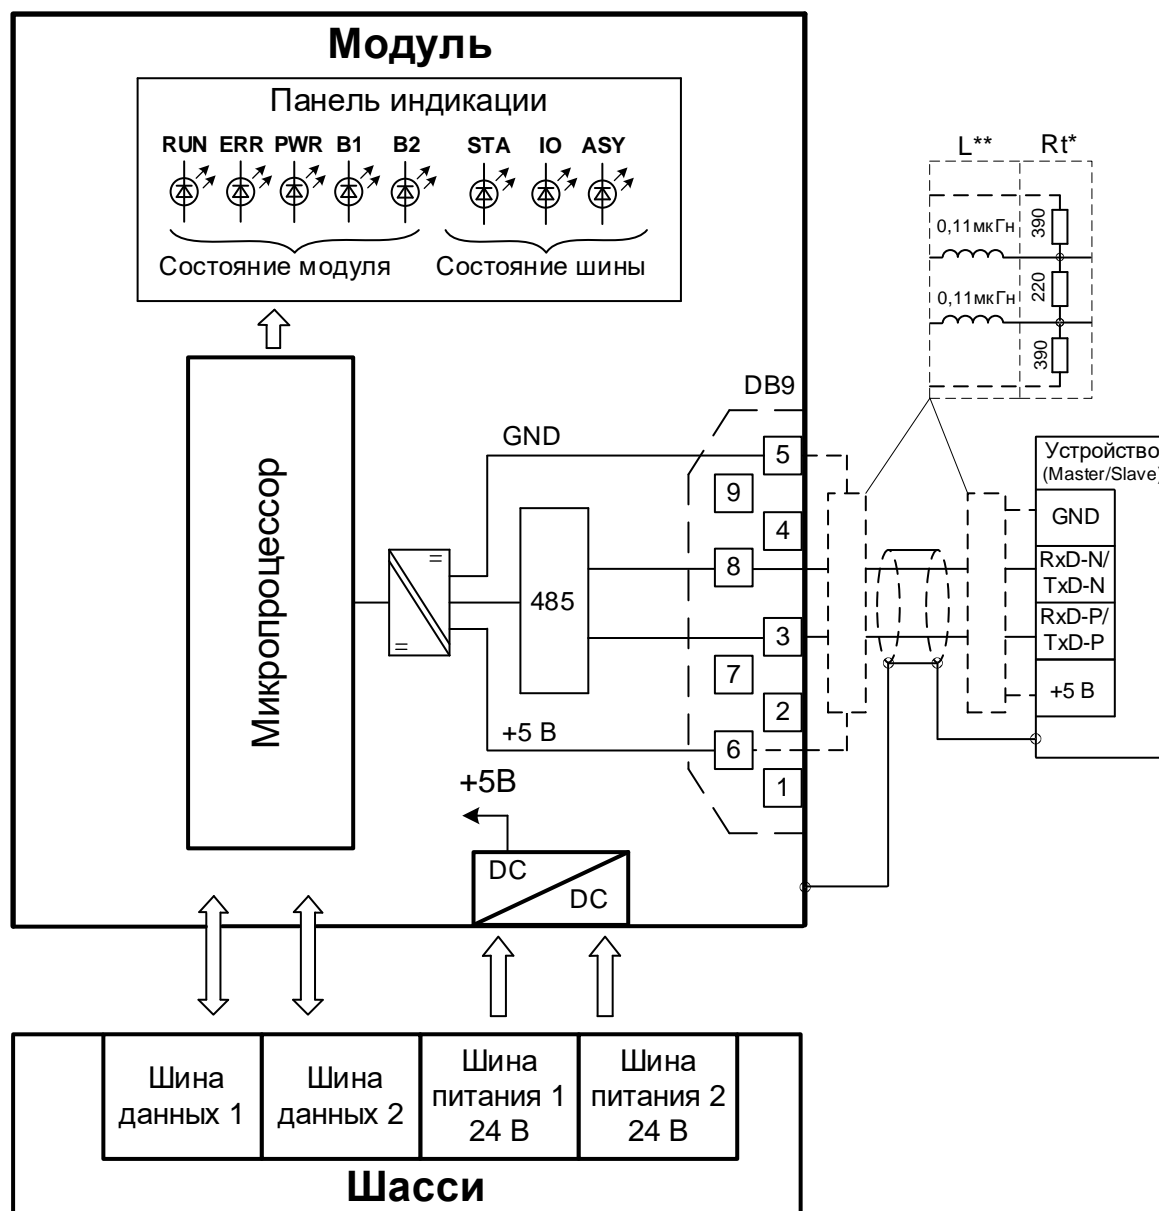 Модуль
Панель индикации
RUN ERR PWR B1 B2 STA IO ASY
Состояние модуля Состояние шины
L** Rt*
0,11мкГн
390
220
0,11мкГн
390
Микропроцессор
=
=
GND
485
+5 В
DB9
5
9
4
8
3
7
2
6
1
Устройство
(Master/Slave)
GND
RxD-N/
TxD-N
RxD-P/
TxD-P
+5 В
+5В
DC
DC
Шина
данных 1
Шина
данных 2
Шина
питания 1
24 В
Шина
питания 2
24 В
Шасси